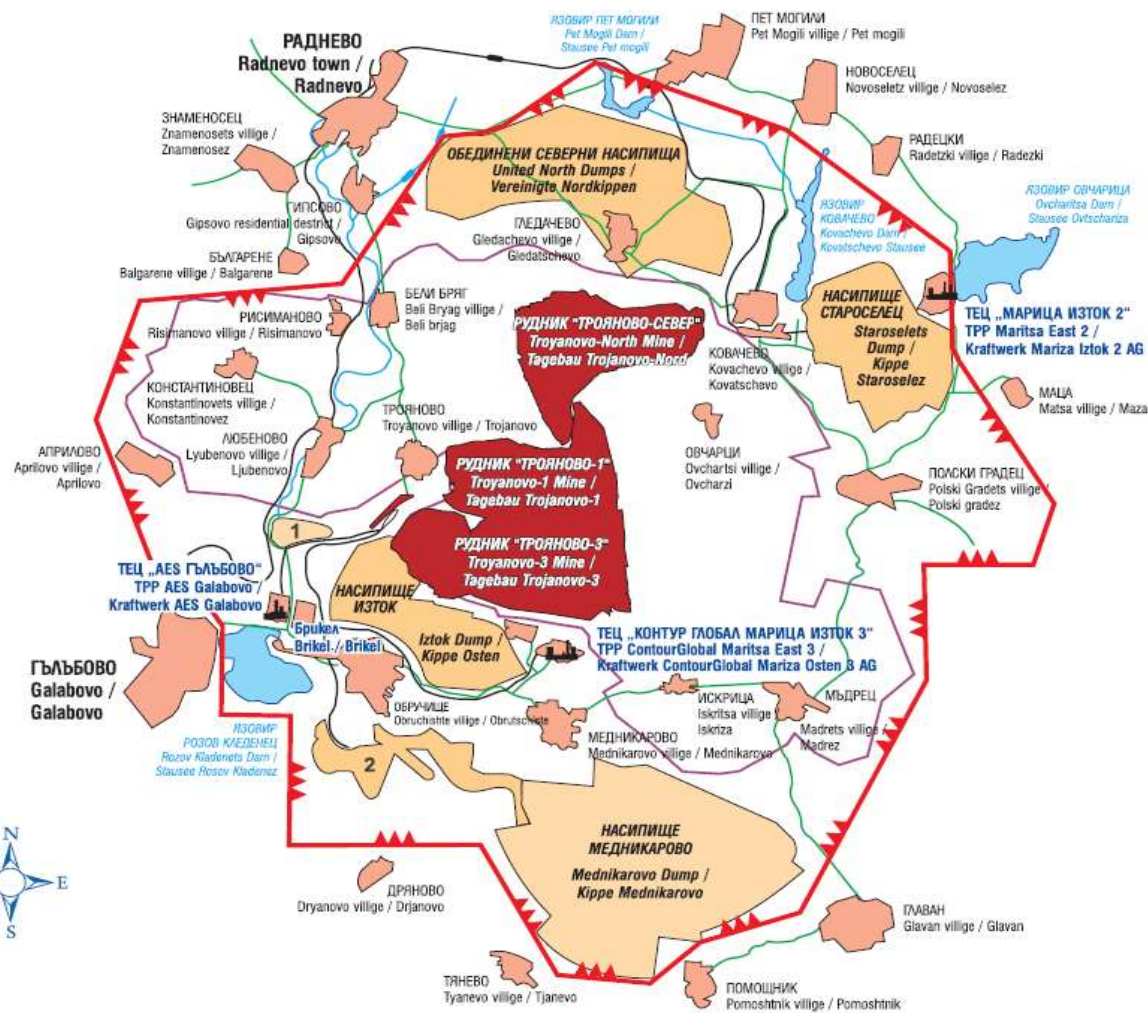 ЯЗОВИР ПЕТ МОГИЛИ
Pet Mogili Dam /
Stausee Pet mogili
ПЕТ МОГИЛИ
Pet Mogili villige / Pet mogili
РАДНЕВО
Radnevo town /
Radnevo
НОВОСЕЛЕЦ
Novoseletz villige / Novoselez
ЗНАМЕНОСЕЦ
Znamenosets villige /
Znamenosez
РАДЕЦКИ
Radetzki villige / Radezki
ОБЕДИНЕНИ СЕВЕРНИ НАСИПИЩА
United North Dumps /
Vereinigte Nordkippen
ЯЗОВИР ОВЧАРИЦА
Ovcharitsa Dam /
Stausee Ovtschariza
ГИПСОВО
Gipsovo residential destrict /
Gipsovo
ГЛЕДАЧЕВО
Gledachevo villige /
Gledatschevo
ЯЗОВИР
КОВАЧЕВО
Kovachevo Dam /
Kovatschevo Stausee
БЪЛГАРЕНЕ
Balgarene villige / Balgarene
БЕЛИ БРЯГ
Beli Bryag villige /
Beli brjag
НАСИПИЩЕ
СТАРОСЕЛЕЦ
Staroselets
Dump /
Kippe
Staroselez
РИСИМАНОВО
Risimanovo villige / Risimanovo
РУДНИК "ТРОЯНОВО-СЕВЕР"
Troyanovo-North Mine /
Tagebau Trojanovo-Nord
ТЕЦ „МАРИЦА ИЗТОК 2“
TPP Maritsa East 2 /
Kraftwerk Mariza Iztok 2 AG
КОВАЧЕВО
Kovachevo villige /
Kovatschevo
КОНСТАНТИНОВЕЦ
Konstantinovets villige /
Konstantinovez
ТРОЯНОВО
Troyanovo villige / Trojanovo
МАЦА
Matsa villige / Maza
ЛЮБЕНОВО
Lyubenovo villige /
Ljubenovo
АПРИЛОВО
Aprilovo villige /
Aprilovo
ОВЧАРЦИ
Ovchartsi villige /
Ovcharzi
РУДНИК "ТРОЯНОВО-1"
Troyanovo-1 Mine /
Tagebau Trojanovo-1
ПОЛСКИ ГРАДЕЦ
Polski Gradets villige /
Polski gradez
1
РУДНИК "ТРОЯНОВО-3"
Troyanovo-3 Mine /
Tagebau Trojanovo-3
ТЕЦ „AES ГЪЛЪБОВО“
TPP AES Galabovo /
Kraftwerk AES Galabovo
НАСИПИЩЕ
ИЗТОК
Iztok Dump /
Kippe Osten
Брикел
Brikel / Brikel
ТЕЦ „КОНТУР ГЛОБАЛ МАРИЦА ИЗТОК 3“
TPP ContourGlobal Maritsa East 3 /
Kraftwerk ContourGlobal Mariza Osten 3 AG
ГЪЛЪБОВО
Galabovo /
Galabovo
ОБРУЧИЩЕ
Obruchishte villige / Obrutschiste
ИСКРИЦА
Iskritsa villige /
Iskriza
МЪДРЕЦ
Madrets villige /
Madrez
МЕДНИКАРОВО
Mednikarovo villige / Mednikarovo
ЯЗОВИР
РОЗОВ КЛЕДЕНЕЦ
Rozov Kladenets Dam /
Stausee Rosov Kladenez
2
НАСИПИЩЕ
МЕДНИКАРОВО
Mednikarovo Dump /
Kippe Mednikarovo
N
E
S
ДРЯНОВО
Dryanovo villige / Drjanovo
ГЛАВАН
Glavan villige / Glavan
ТЯНЕВО
Tyanevo villige / Tjanevo
ПОМОЩНИК
Pomoshtnik villige / Pomoshtnik